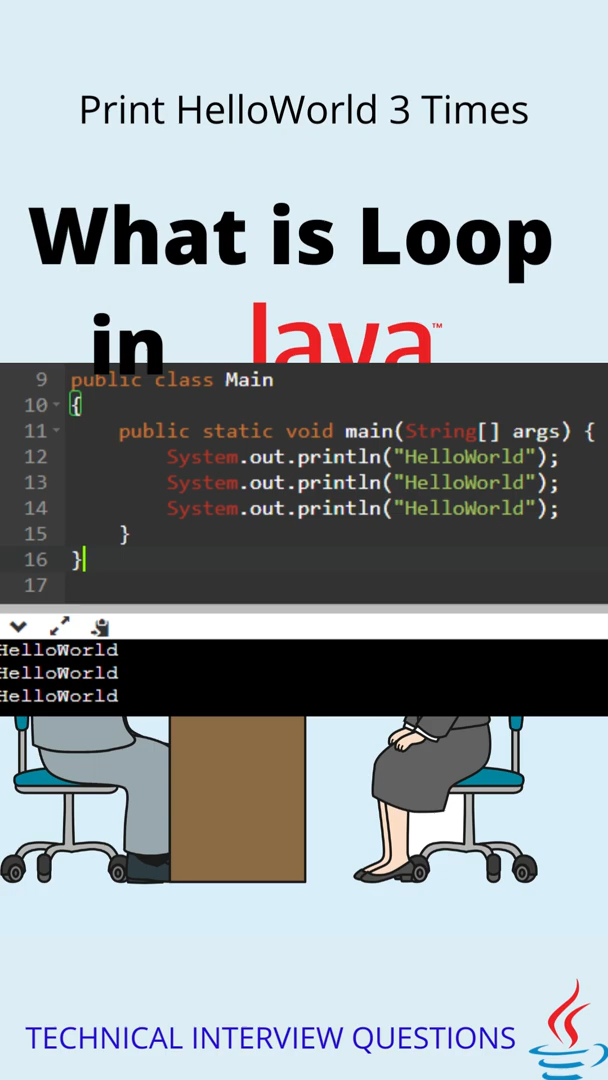 Print HelloWorld 3 Times
What is Loop
in Java™
9 public class Main
10 {
11 public static void main(String[] args) {
12 System.out.println("HelloWorld");
13 System.out.println("HelloWorld");
14 System.out.println("HelloWorld");
15 }
16 }
17
HelloWorld
HelloWorld
HelloWorld
TECHNICAL INTERVIEW QUESTIONS